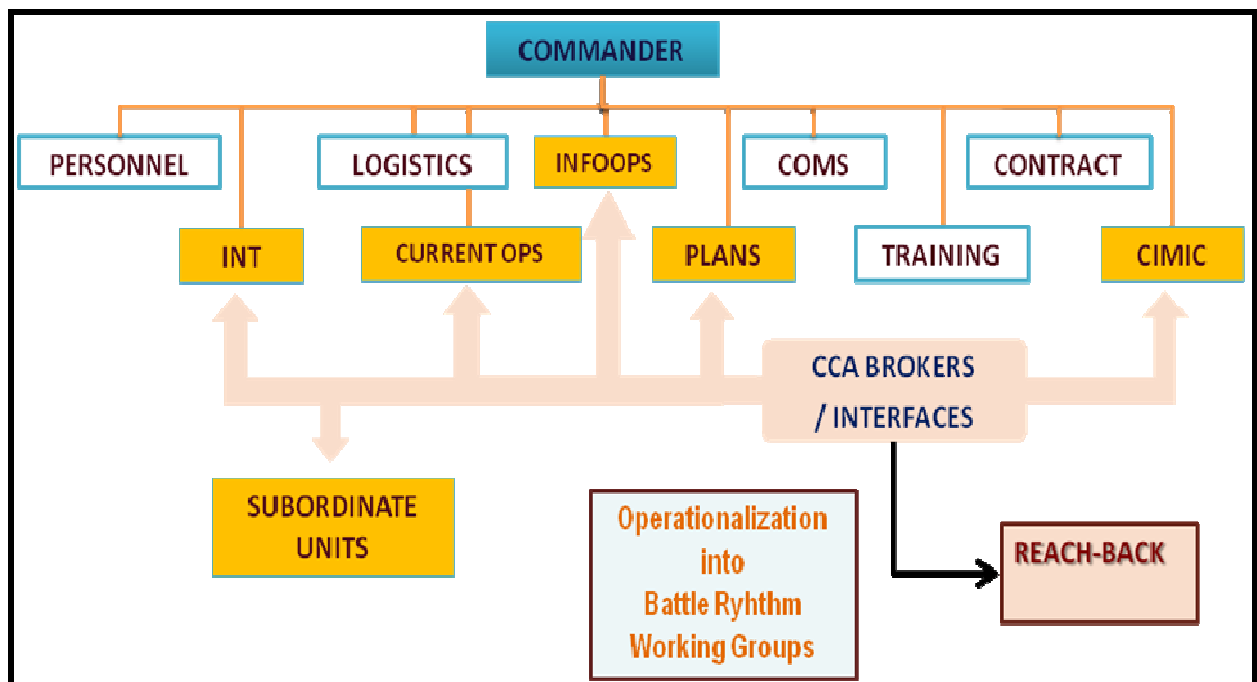 COMMANDER
PERSONNEL
LOGISTICS
INFOOPS
COMS
CONTRACT
INT
CURRENT OPS
PLANS
TRAINING
CIMIC
CCA BROKERS
/ INTERFACES
SUBORDINATE
UNITS
Operationalization
into
Battle Ryhthm
Working Groups
REACH-BACK